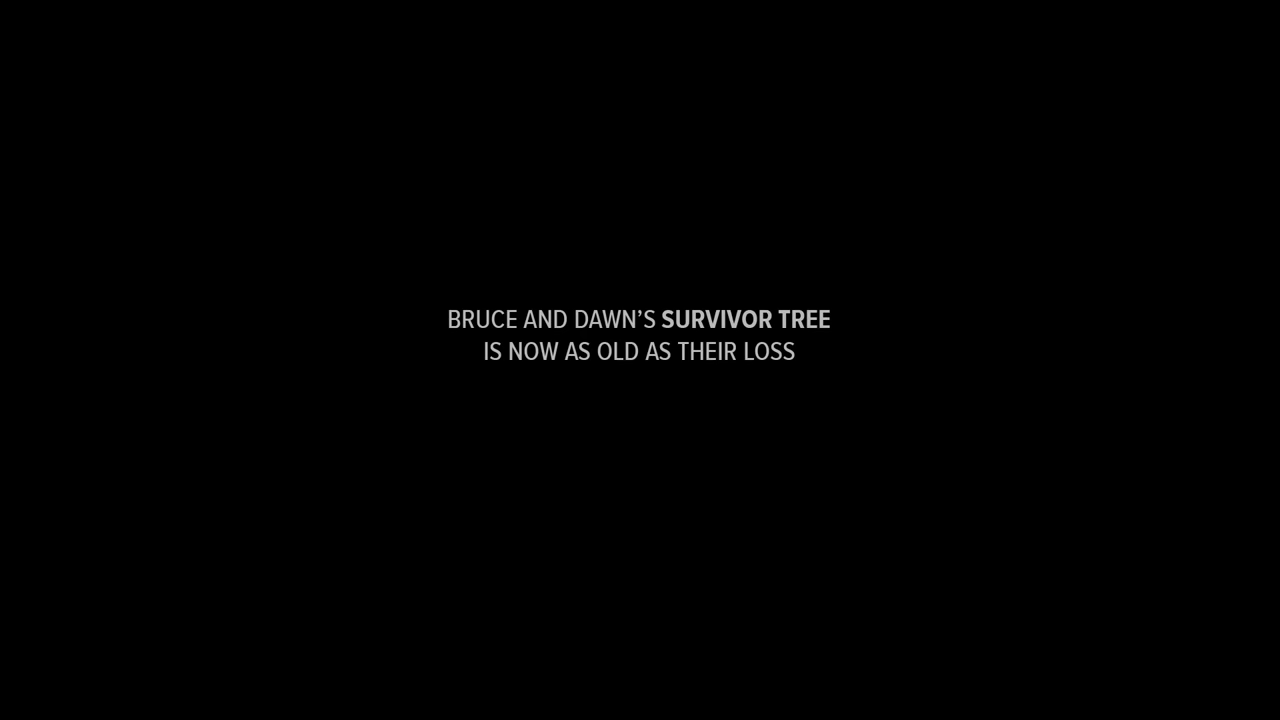 BRUCE AND DAWN’S SURVIVOR TREE
IS NOW AS OLD AS THEIR LOSS